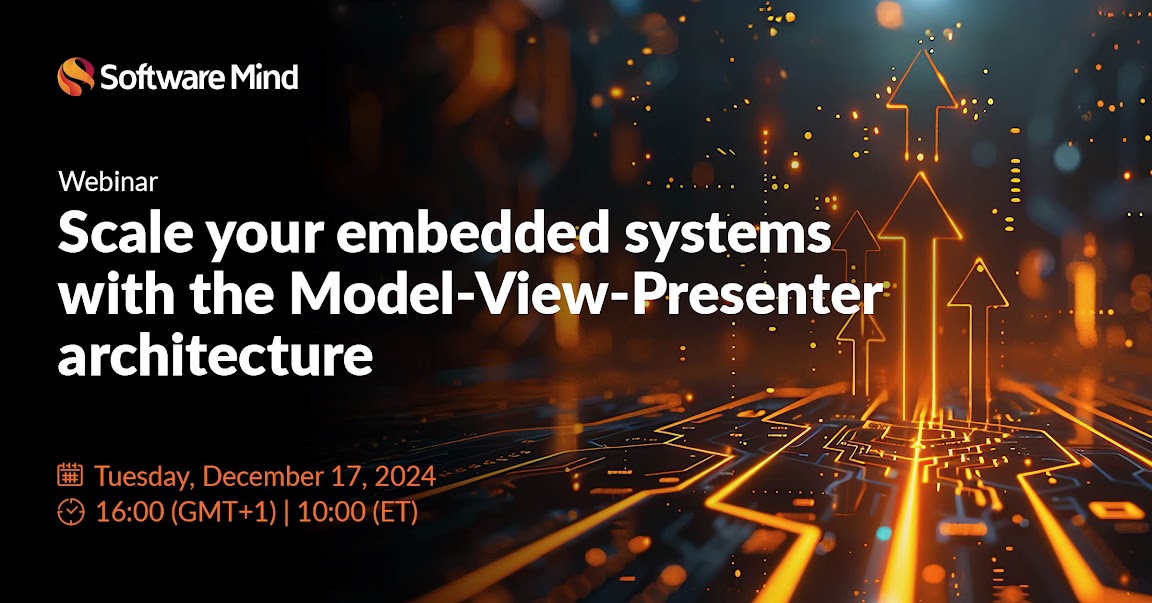 Software Mind
Webinar
Scale your embedded systems
with the Model-View-Presenter
architecture
Tuesday, December 17, 2024
16:00 (GMT+1) | 10:00 (ET)